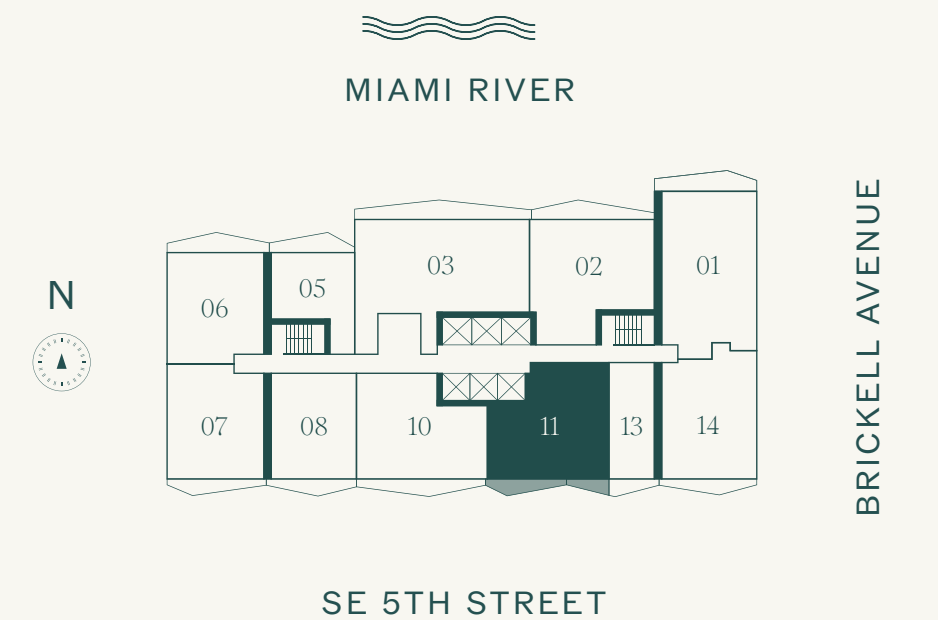 MIAMI RIVER
N
BRICKELL AVENUE
01
02
03
05
06
07
08
10
11
13
14
SE 5TH STREET